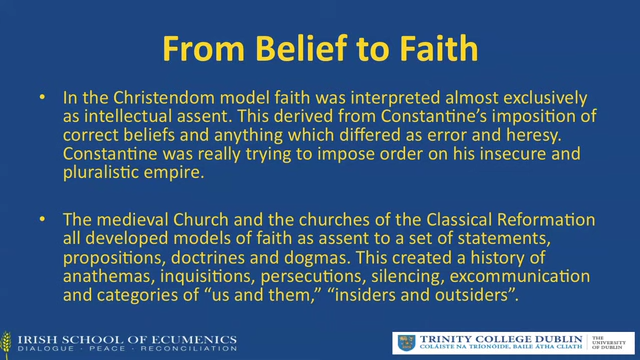 From Belief to Faith
• In the Christendom model faith was interpreted almost exclusively
as intellectual assent. This derived from Constantine's imposition of
correct beliefs and anything which differed as error and heresy.
Constantine was really trying to impose order on his insecure and
pluralistic empire.
• The medieval Church and the churches of the Classical Reformation
all developed models of faith as assent to a set of statements,
propositions, doctrines and dogmas. This created a history of
anathemas, inquisitions, persecutions, silencing, excommunication
and categories of “us and them,” “insiders and outsiders”.
IRISH SCHOOL OF ECUMENICS
DIALOGUE - PEACE - RECONCILIATION
TRINITY COLLEGE DUBLIN
COLÁISTE NA TRÍONÓIDE, BAILE ÁTHA CLIATH
THE
UNIVERSITY
OF DUBLIN